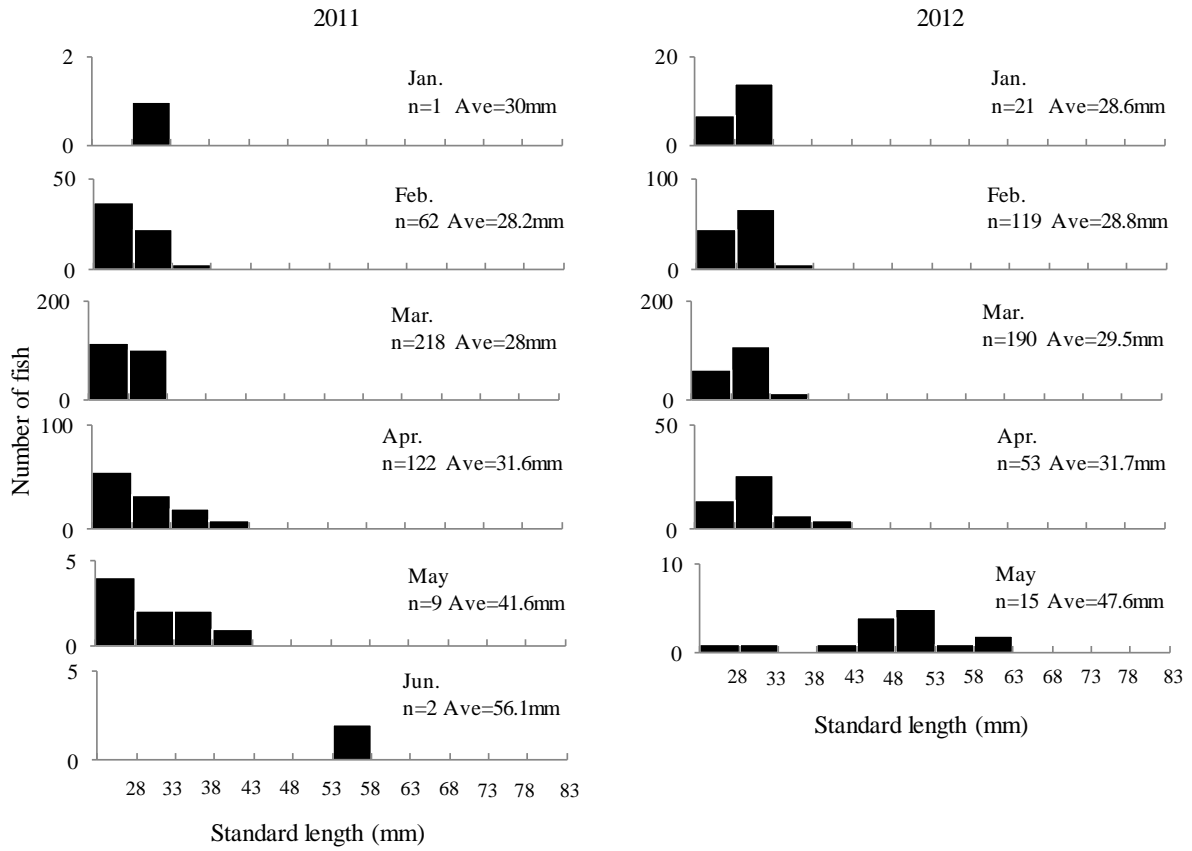 2011
2
0
Jan.
n=1 Ave=30mm
50
0
Feb.
n=62 Ave=28.2mm
200
0
Mar.
n=218 Ave=28mm
100
0
Apr.
n=122 Ave=31.6mm
5
0
May
n=9 Ave=41.6mm
5
0
Jun.
n=2 Ave=56.1mm
28 33 38 43 48 53 58 63 68 73 78 83
Standard length (mm)
Number of fish
2012
20
0
Jan.
n=21 Ave=28.6mm
100
0
Feb.
n=119 Ave=28.8mm
200
0
Mar.
n=190 Ave=29.5mm
50
0
Apr.
n=53 Ave=31.7mm
10
0
May
n=15 Ave=47.6mm
28 33 38 43 48 53 58 63 68 73 78 83
Standard length (mm)